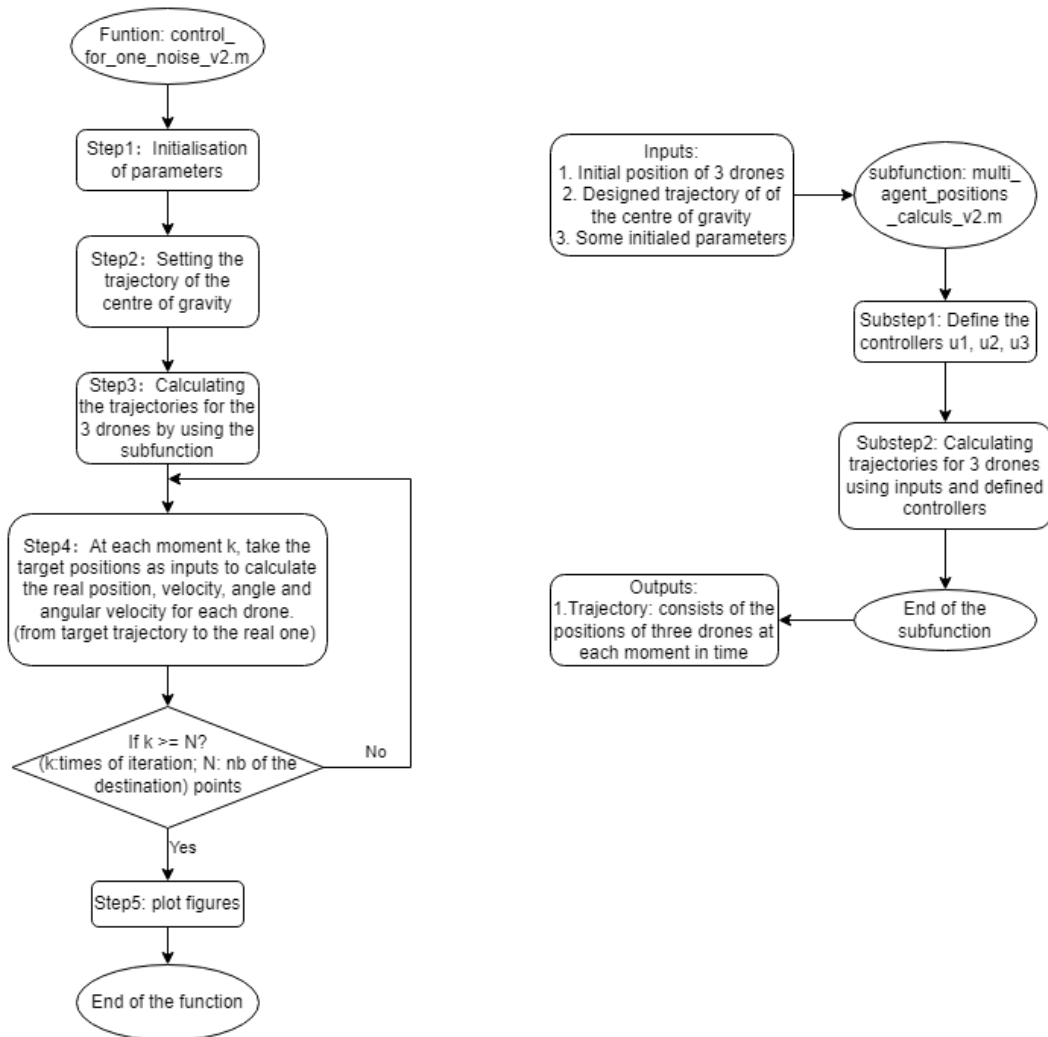 Funtion: control_
for_one_noise_v2.m
Step1：Initialisation
of parameters
Step2：Setting the
trajectory of the
centre of gravity
Step3：Calculating
the trajectories for the
3 drones by using the
subfunction
Step4：At each moment k, take the
target positions as inputs to calculate
the real position, velocity, angle and
angular velocity for each drone.
(from target trajectory to the real one)
If k >= N?
(k:times of iteration; N: nb of the
destination) points
No
Yes
Step5: plot figures
End of the function
Inputs:
1. Initial position of 3 drones
2. Designed trajectory of of
the centre of gravity
3. Some initialed parameters
subfunction: multi_
agent_positions
_calculs_v2.m
Substep1: Define the
controllers u1, u2, u3
Substep2: Calculating
trajectories for 3 drones
using inputs and defined
controllers
End of the
subfunction
Outputs:
1.Trajectory: consists of the
positions of three drones at
each moment in time